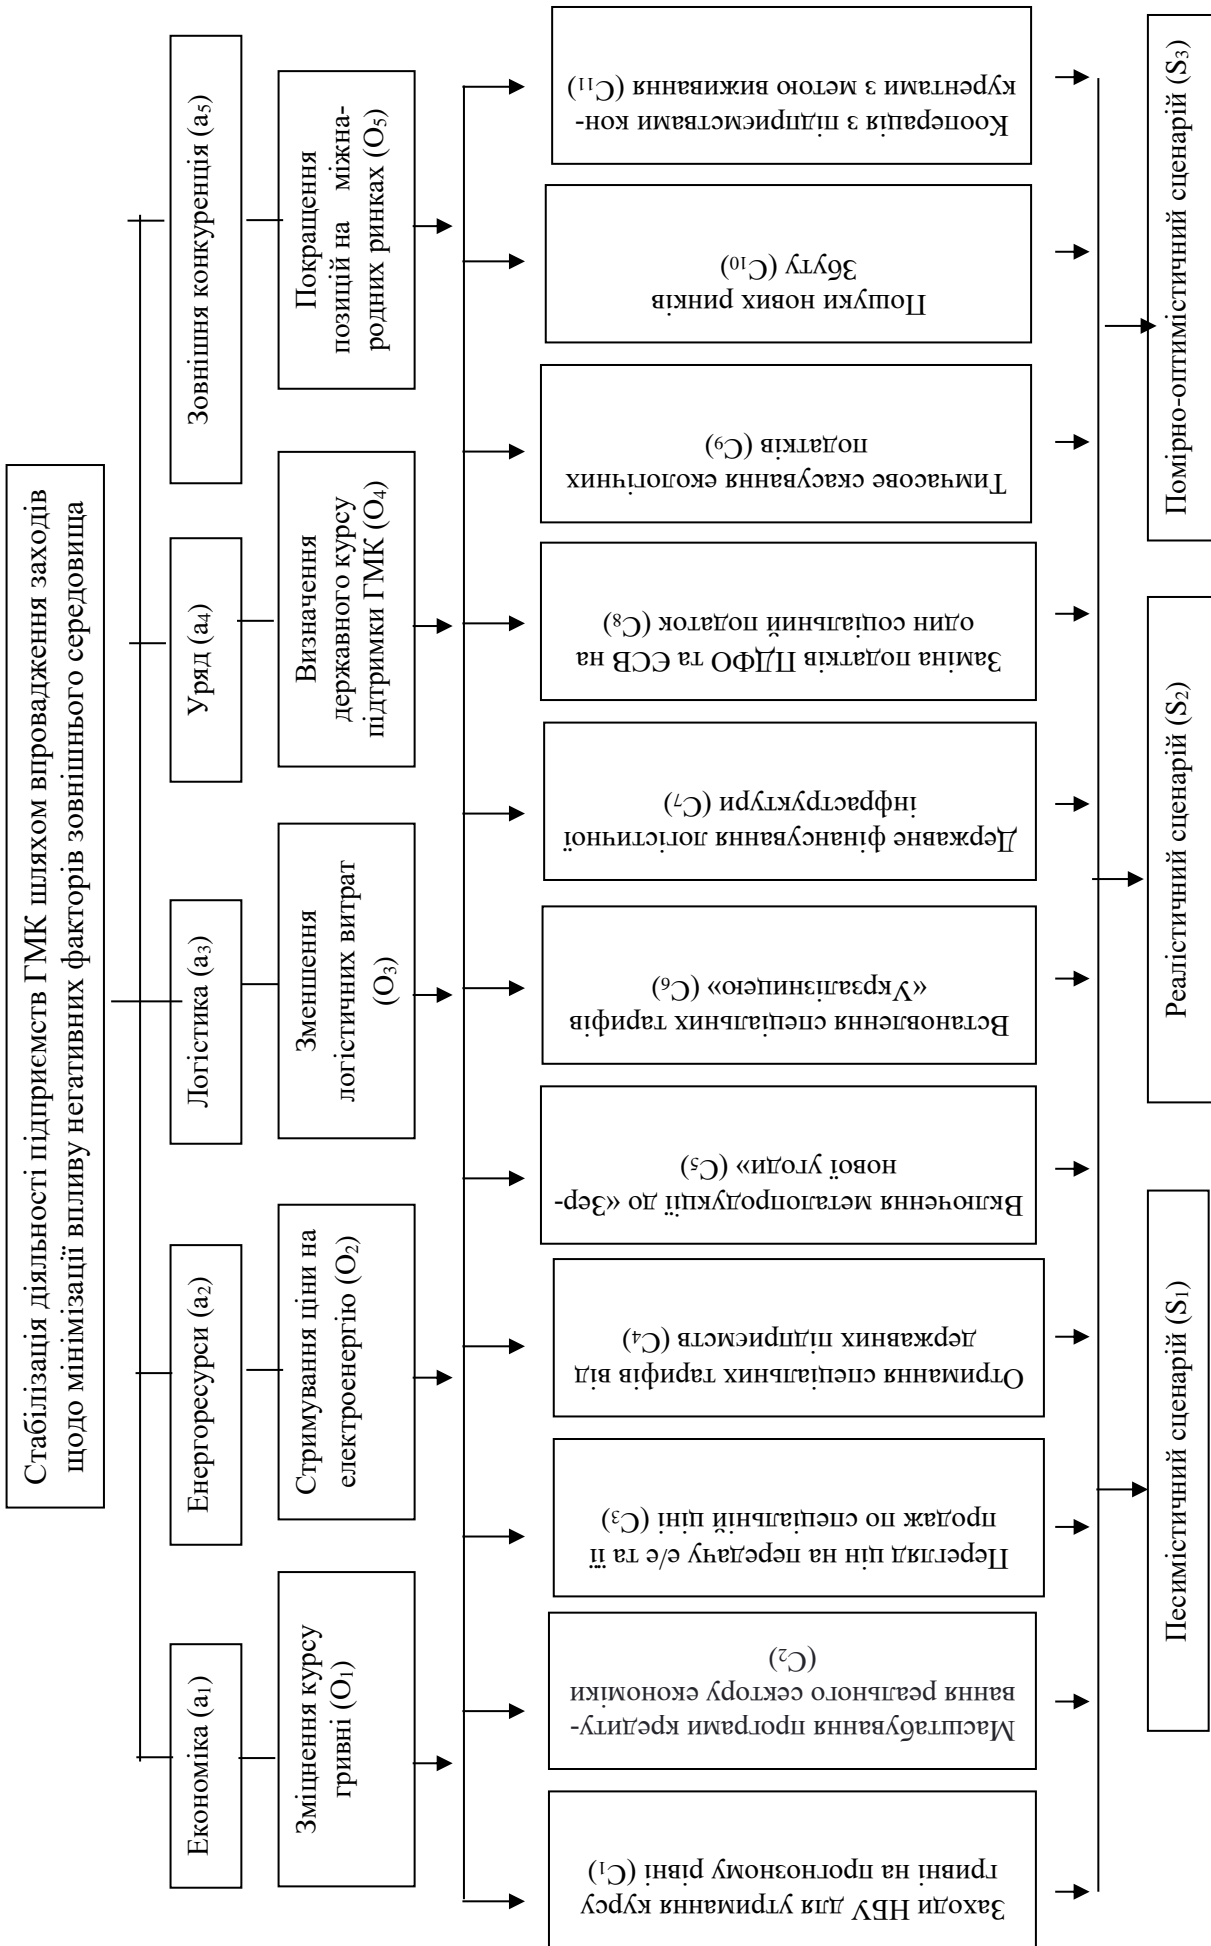 Стабілізація діяльності підприємств ГМК шляхом впровадження заходів
щодо мінімізації впливу негативних факторів зовнішнього середовища
Економіка (a1)
Енергоресурси (a2)
Логістика (a3)
Уряд (a4)
Зовнішня конкуренція (a5)
Зміцнення курсу
гривні (O1)
Стримування ціни на
електроенергію (O2)
Зменшення
логістичних витрат
(O3)
Визначення
державного курсу
підтримки ГМК (O4)
Покращення
позицій на міжна-
родних ринках (O5)
Заходи НБУ для утримання курсу
гривні на прогнозному рівні (C1)
Масштабування програми кредиту-
вання реального сектору економіки
(C2)
Перегляд цін на передачу е/е та її
продаж по спеціальній ціні (C3)
Отримання спеціальних тарифів від
державних підприємств (C4)
Включення металопродукції до «Зер-
нової угоди» (C5)
Встановлення спеціальних тарифів
«Укрзалізницею» (C6)
Державне фінансування логістичної
інфраструктури (C7)
Заміна податків ПДФО та ЄСВ на
один соціальний податок (C8)
Тимчасове скасування екологічних
податків (C9)
Пошуки нових ринків
Збуту (C10)
Кооперація з підприємствами кон-
курентами з метою виживання (C11)
Песимістичний сценарій (S1)
Реалістичний сценарій (S2)
Помірно-оптимістичний сценарій (S3)